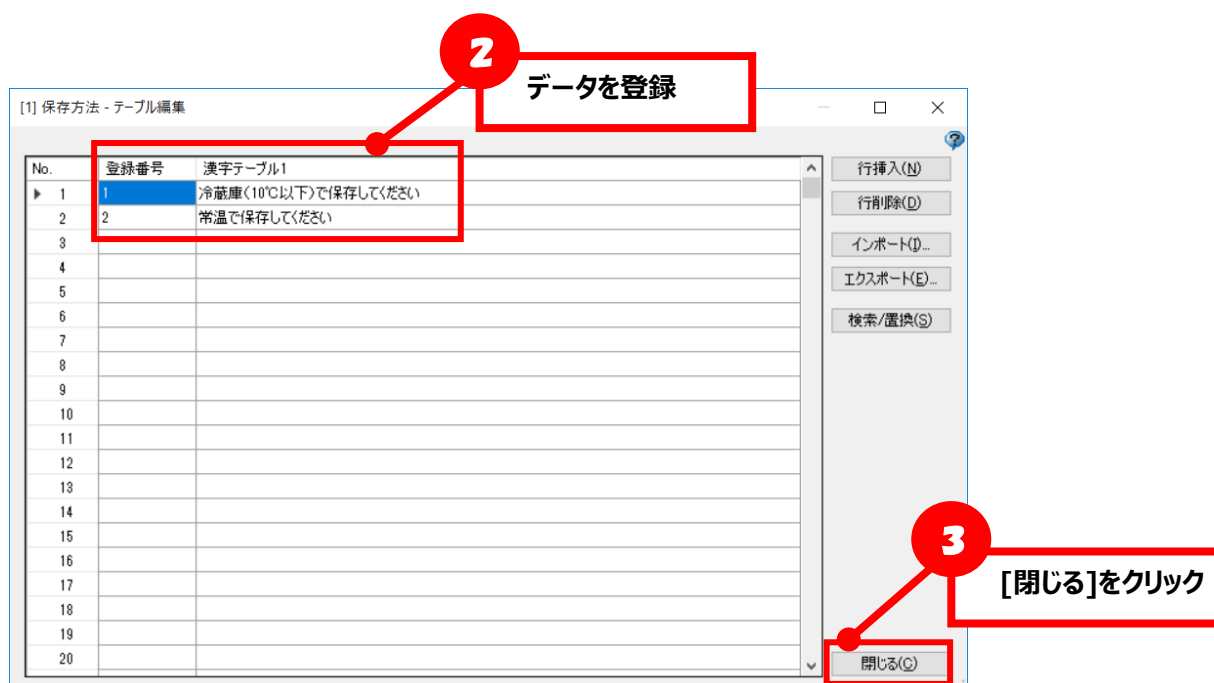 2
データを登録
[1] 保存方法 - テーブル編集
No. 登録番号 漢字テーブル1
1 1 冷蔵庫(10℃以下)で保存してください
2 2 常温で保存してください
3
4
5
6
7
8
9
10
11
12
13
14
15
16
17
18
19
20
行挿入(N)
行削除(D)
インポート(I)...
エクスポート(E)...
検索/置換(S)
3
[閉じる]をクリック
閉じる(C)